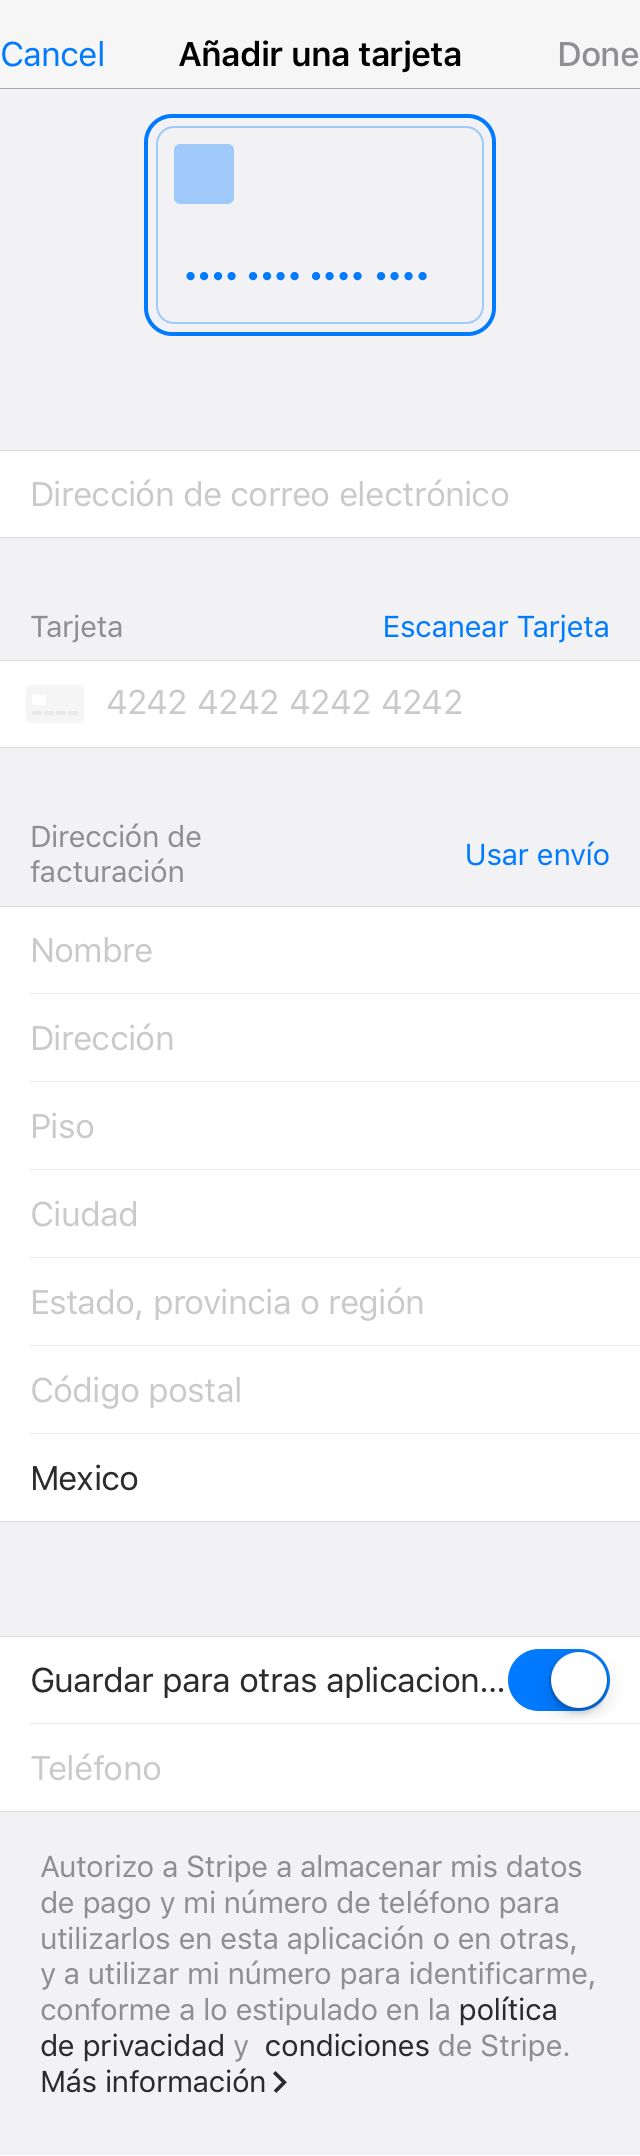 Cancel Añadir una tarjeta Done
Dirección de correo electrónico
Tarjeta Escanear Tarjeta
4242 4242 4242 4242
Dirección de
facturación
Usar envío
Nombre
Dirección
Piso
Ciudad
Estado, provincia o región
Código postal
Mexico
Guardar para otras aplicacion...
Teléfono
Autorizo a Stripe a almacenar mis datos
de pago y mi número de teléfono para
utilizarlos en esta aplicación o en otras,
y a utilizar mi número para identificarme,
conforme a lo estipulado en la política
de privacidad y condiciones de Stripe.
Más información